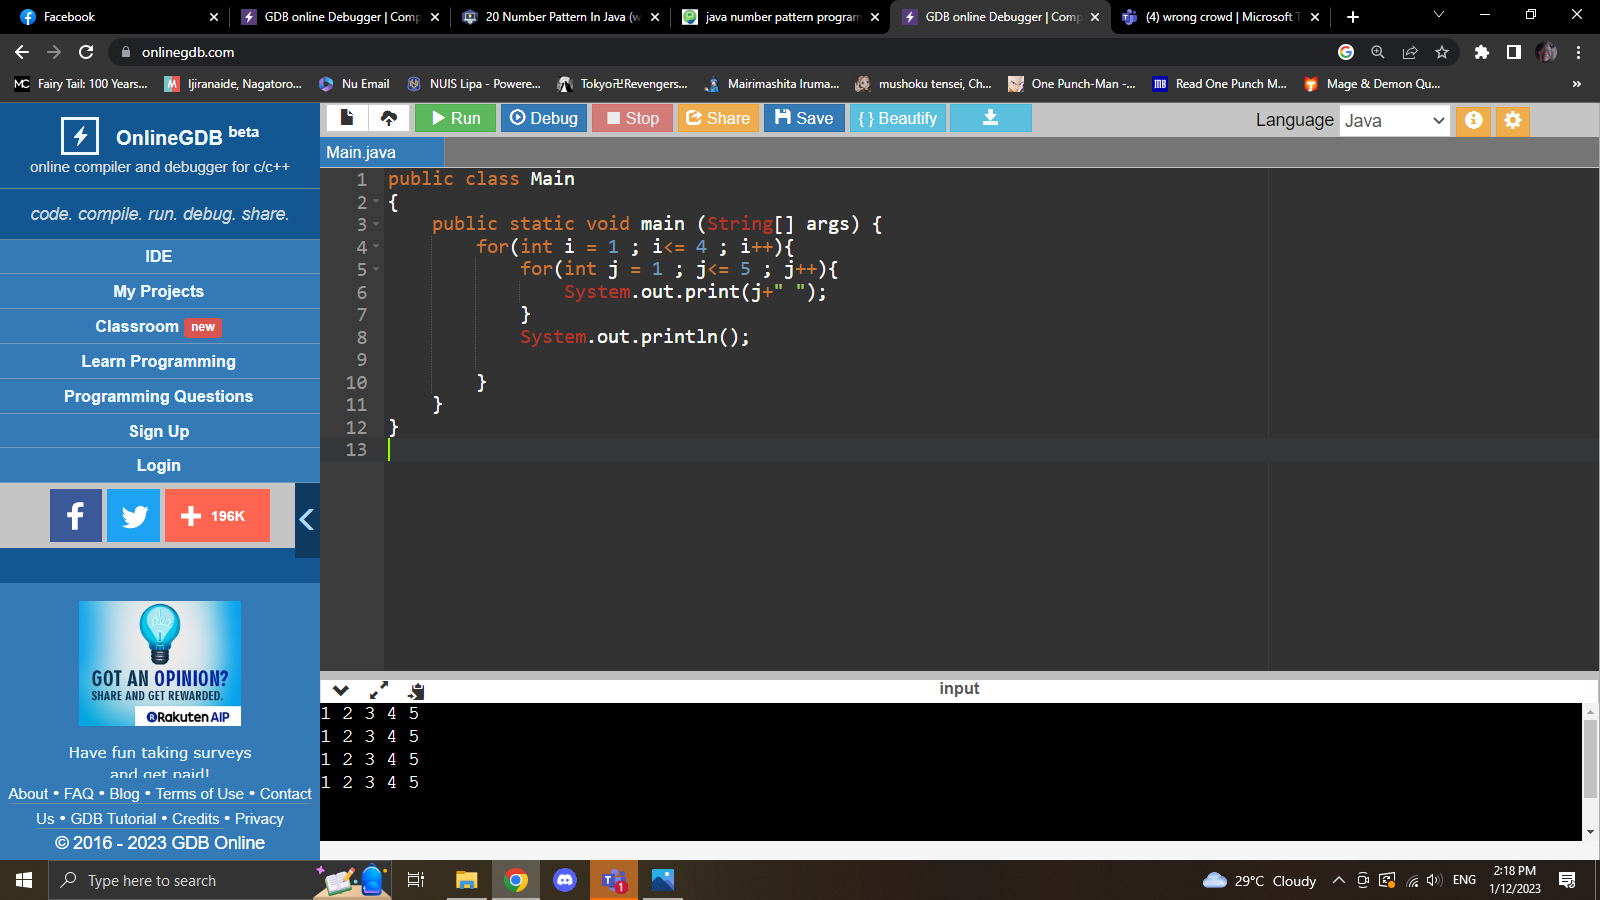 Facebook
GDB online Debugger | Comp
20 Number Pattern In Java (w
java number pattern program
GDB online Debugger | Comp
(4) wrong crowd | Microsoft T
onlinegdb.com
MC Fairy Tail: 100 Years...
M Ijiranaide, Nagatoro...
Nu Email
NUIS Lipa - Powere...
Tokyo卍Revengers...
Mairimashita Iruma...
mushoku tensei, Ch...
One Punch-Man -...
MB Read One Punch M...
Mage & Demon Qu...
»
OnlineGDB beta
online compiler and debugger for c/c++
code. compile. run. debug. share.
IDE
My Projects
Classroom new
Learn Programming
Programming Questions
Sign Up
Login
196K
GOT AN OPINION?
SHARE AND GET REWARDED.
Rakuten AIP
Have fun taking surveys
and get paid!
About • FAQ • Blog • Terms of Use • Contact
Us • GDB Tutorial • Credits • Privacy
© 2016 - 2023 GDB Online
Run
Debug
Stop
Share
Save
{ } Beautify
Language Java
Main.java
1 public class Main
2 {
3     public static void main (String[] args) {
4         for(int i = 1 ; i<= 4 ; i++){
5             for(int j = 1 ; j<= 5 ; j++){
6                 System.out.print(j+" ");
7             }
8             System.out.println();
9
10         }
11     }
12 }
13
input
1 2 3 4 5
1 2 3 4 5
1 2 3 4 5
1 2 3 4 5
Type here to search
1
29°C Cloudy
ENG
2:18 PM
1/12/2023